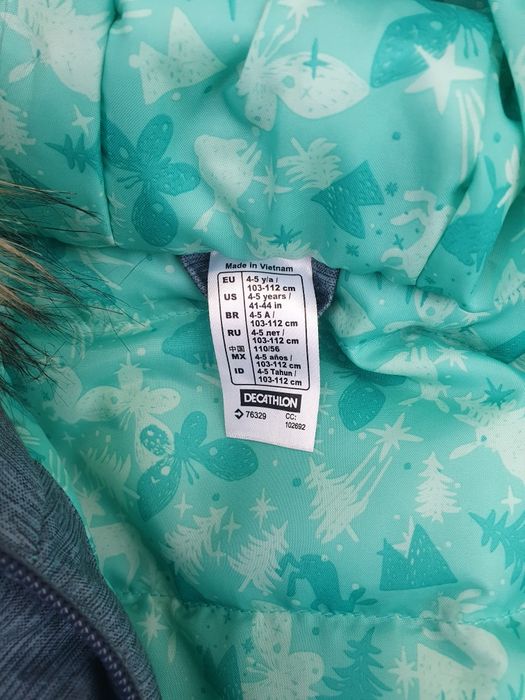 Made in Vietnam
EU 4-5 y/a /
103-112 cm
US 4-5 years /
41-44 in
BR 4-5 A /
103-112 cm
RU 4-5 лет /
103-112 cm
中国 110/56
MX 4-5 años /
103-112 cm
ID 4-5 Tahun /
103-112 cm
DECATHLON
76329 CC:
102692